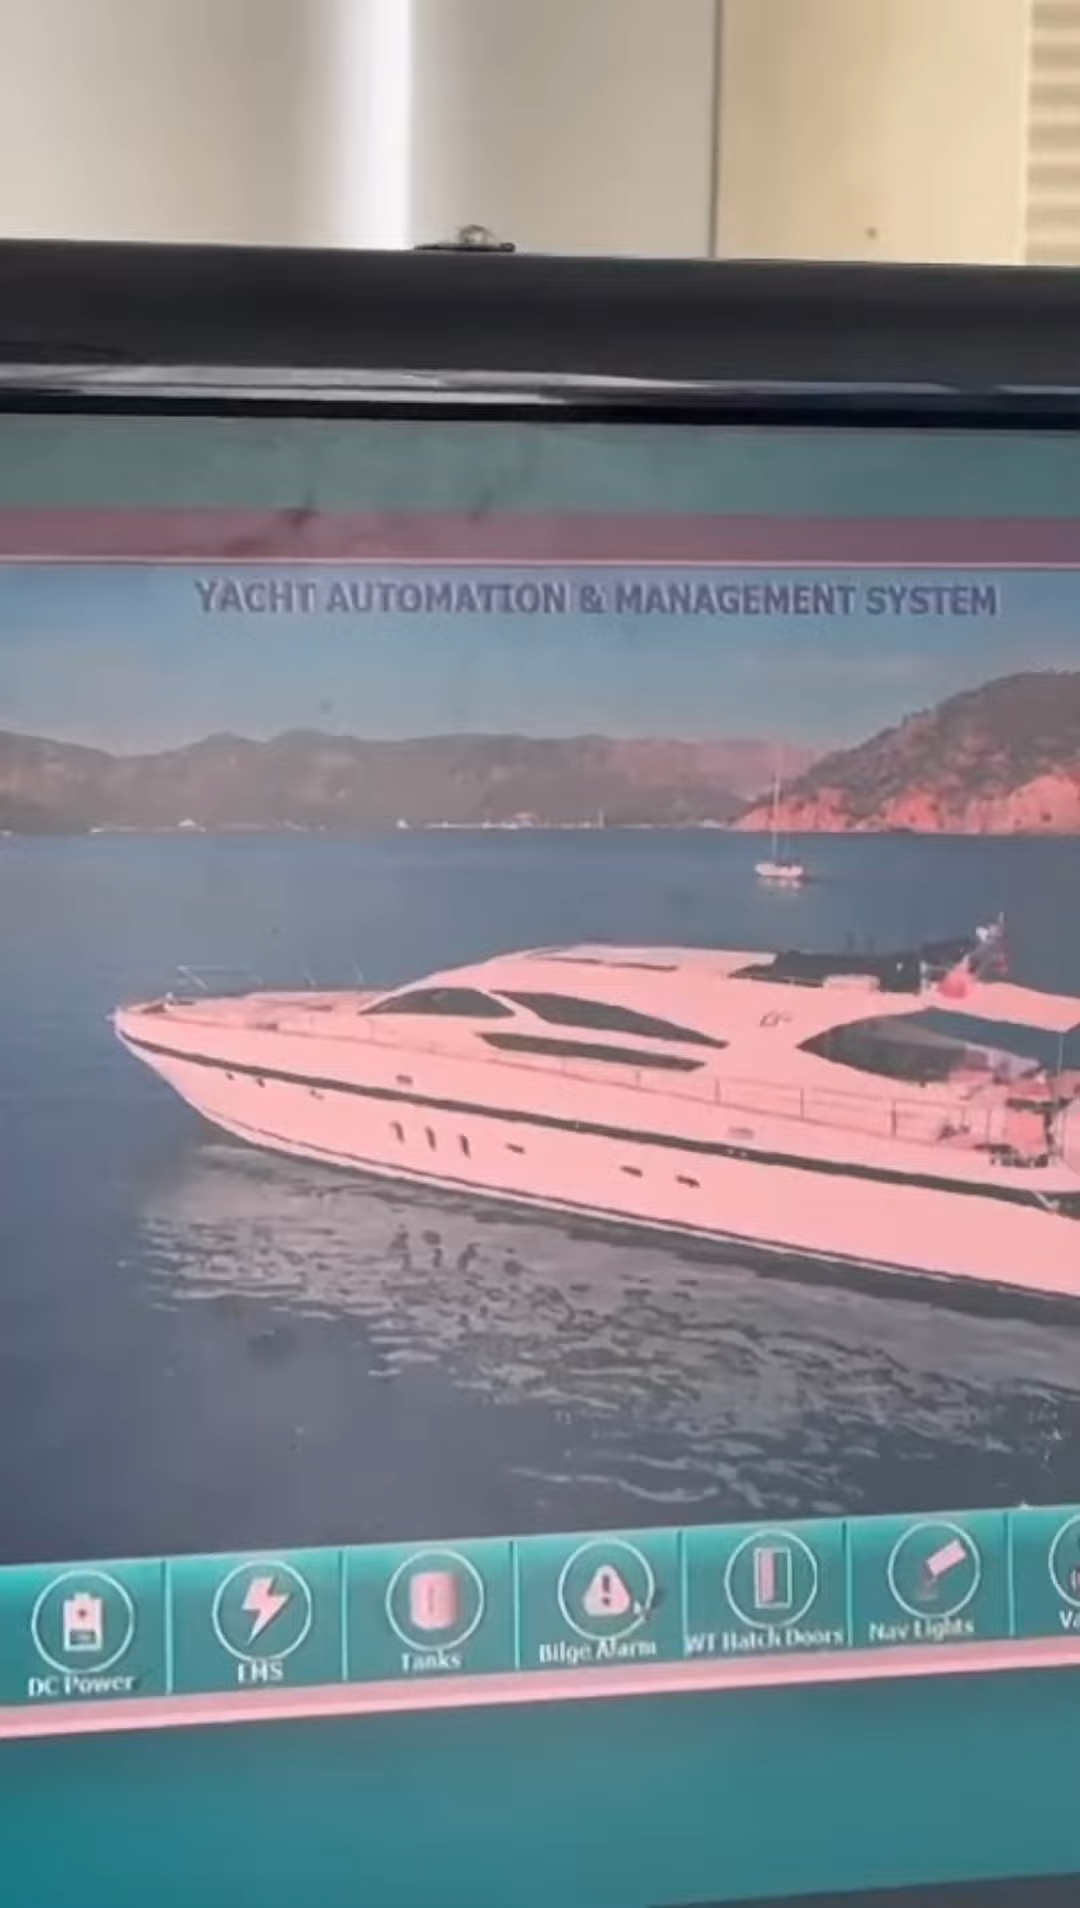 YACHT AUTOMATION & MANAGEMENT SYSTEM
DC Power
EMS
Tanks
Bilge Alarm
WT Hatch Doors
Nav Lights